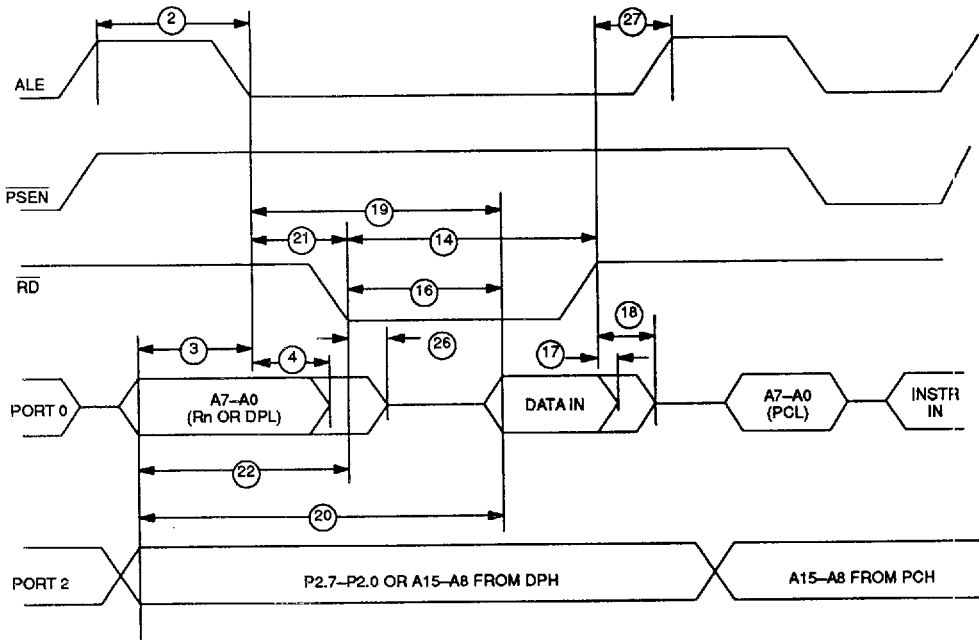 2
27
ALE
PSEN
19
21
14
RD
16
18
3
4
26
17
PORT 0
A7–A0
(Rn OR DPL)
DATA IN
A7–A0
(PCL)
INSTR
IN
22
20
PORT 2
P2.7–P2.0 OR A15–A8 FROM DPH
A15–A8 FROM PCH